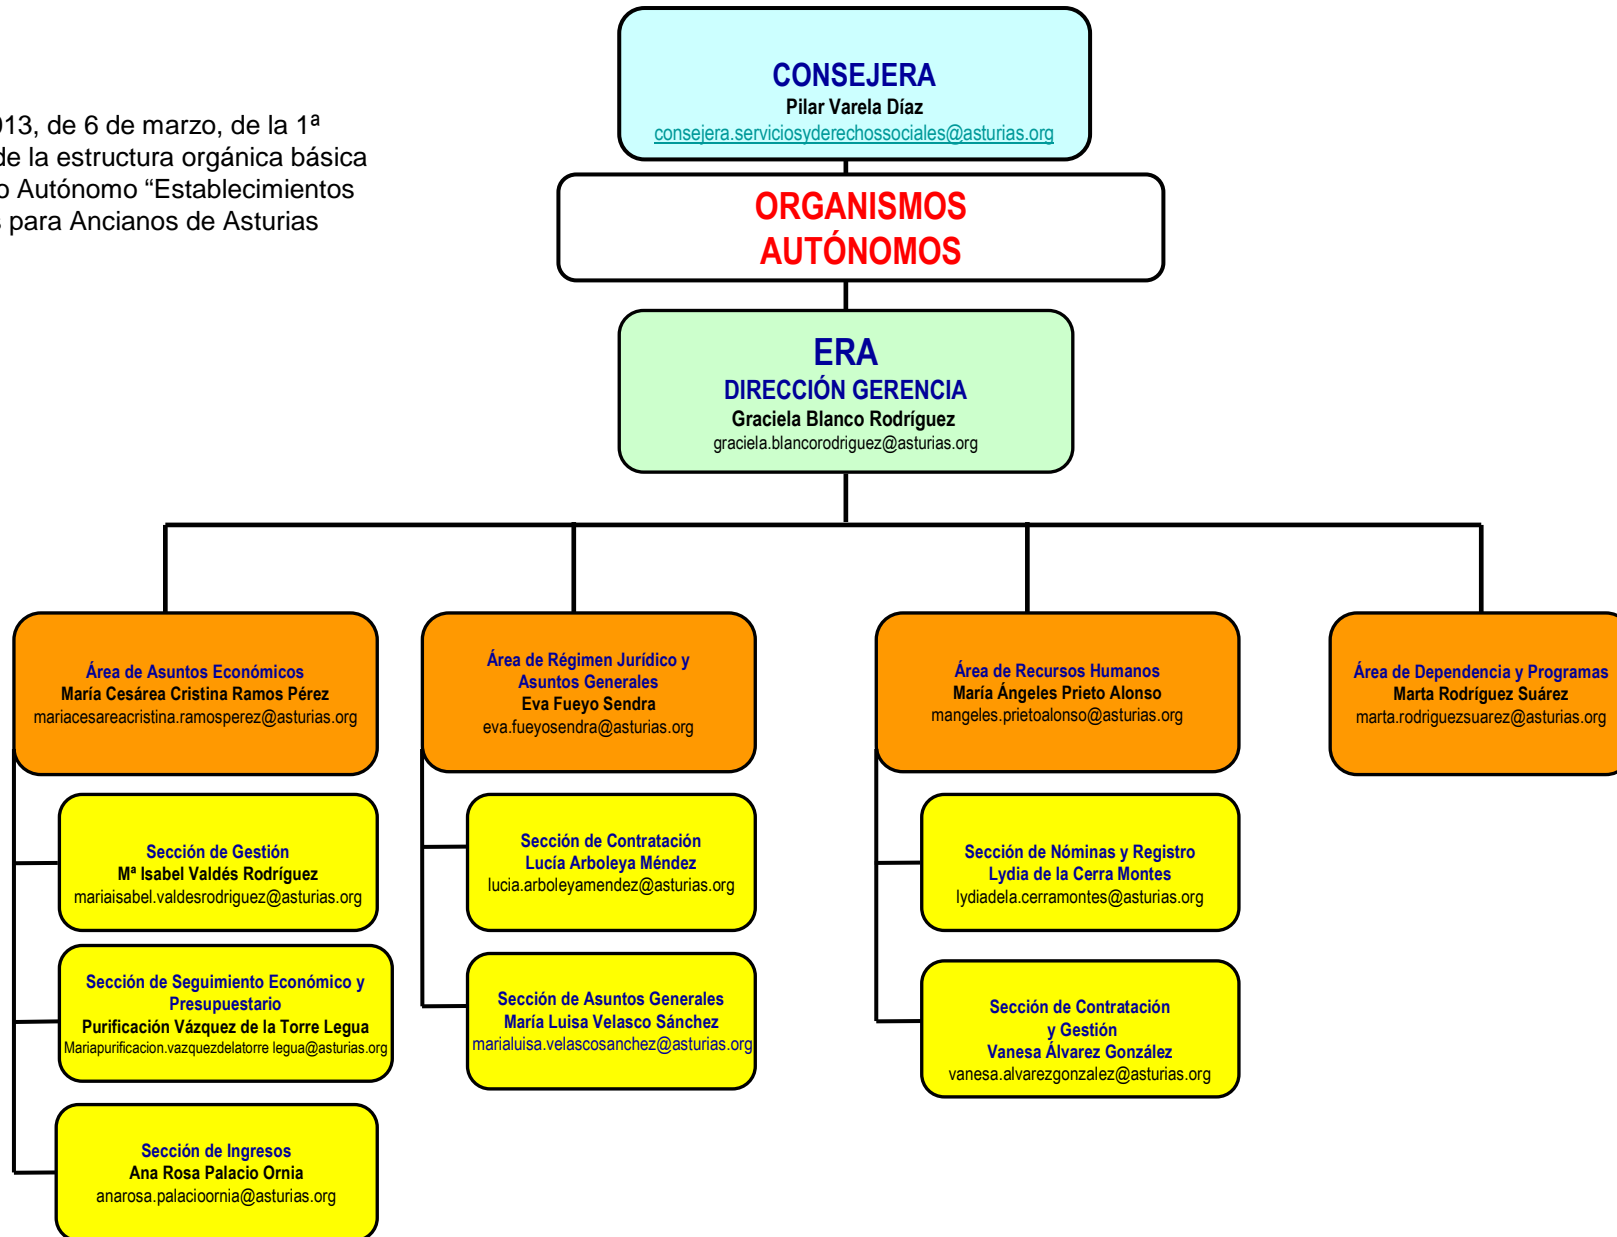 CONSEJERA
Pilar Varela Díaz
consejera.serviciosyderechossociales@asturias.org
013, de 6 de marzo, de la 1ª
de la estructura orgánica básica
o Autónomo “Establecimientos
s para Ancianos de Asturias
ORGANISMOS
AUTÓNOMOS
ERA
DIRECCIÓN GERENCIA
Graciela Blanco Rodríguez
graciela.blancorodriguez@asturias.org
Área de Asuntos Económicos
María Cesárea Cristina Ramos Pérez
mariacesareacristina.ramosperez@asturias.org
Sección de Gestión
Mª Isabel Valdés Rodríguez
mariaisabel.valdesrodriguez@asturias.org
Sección de Seguimiento Económico y
Presupuestario
Purificación Vázquez de la Torre Legua
Mariapurificacion.vazquezdelatorre legua@asturias.org
Sección de Ingresos
Ana Rosa Palacio Ornia
anarosa.palacioornia@asturias.org
Área de Régimen Jurídico y
Asuntos Generales
Eva Fueyo Sendra
eva.fueyosendra@asturias.org
Sección de Contratación
Lucía Arboleya Méndez
lucia.arboleyamendez@asturias.org
Sección de Asuntos Generales
María Luisa Velasco Sánchez
marialuisa.velascosanchez@asturias.org
Área de Recursos Humanos
María Ángeles Prieto Alonso
mangeles.prietoalonso@asturias.org
Sección de Nóminas y Registro
Lydia de la Cerra Montes
lydiadela.cerramontes@asturias.org
Sección de Contratación
y Gestión
Vanesa Álvarez González
vanesa.alvarezgonzalez@asturias.org
Área de Dependencia y Programas
Marta Rodríguez Suárez
marta.rodriguezsuarez@asturias.org